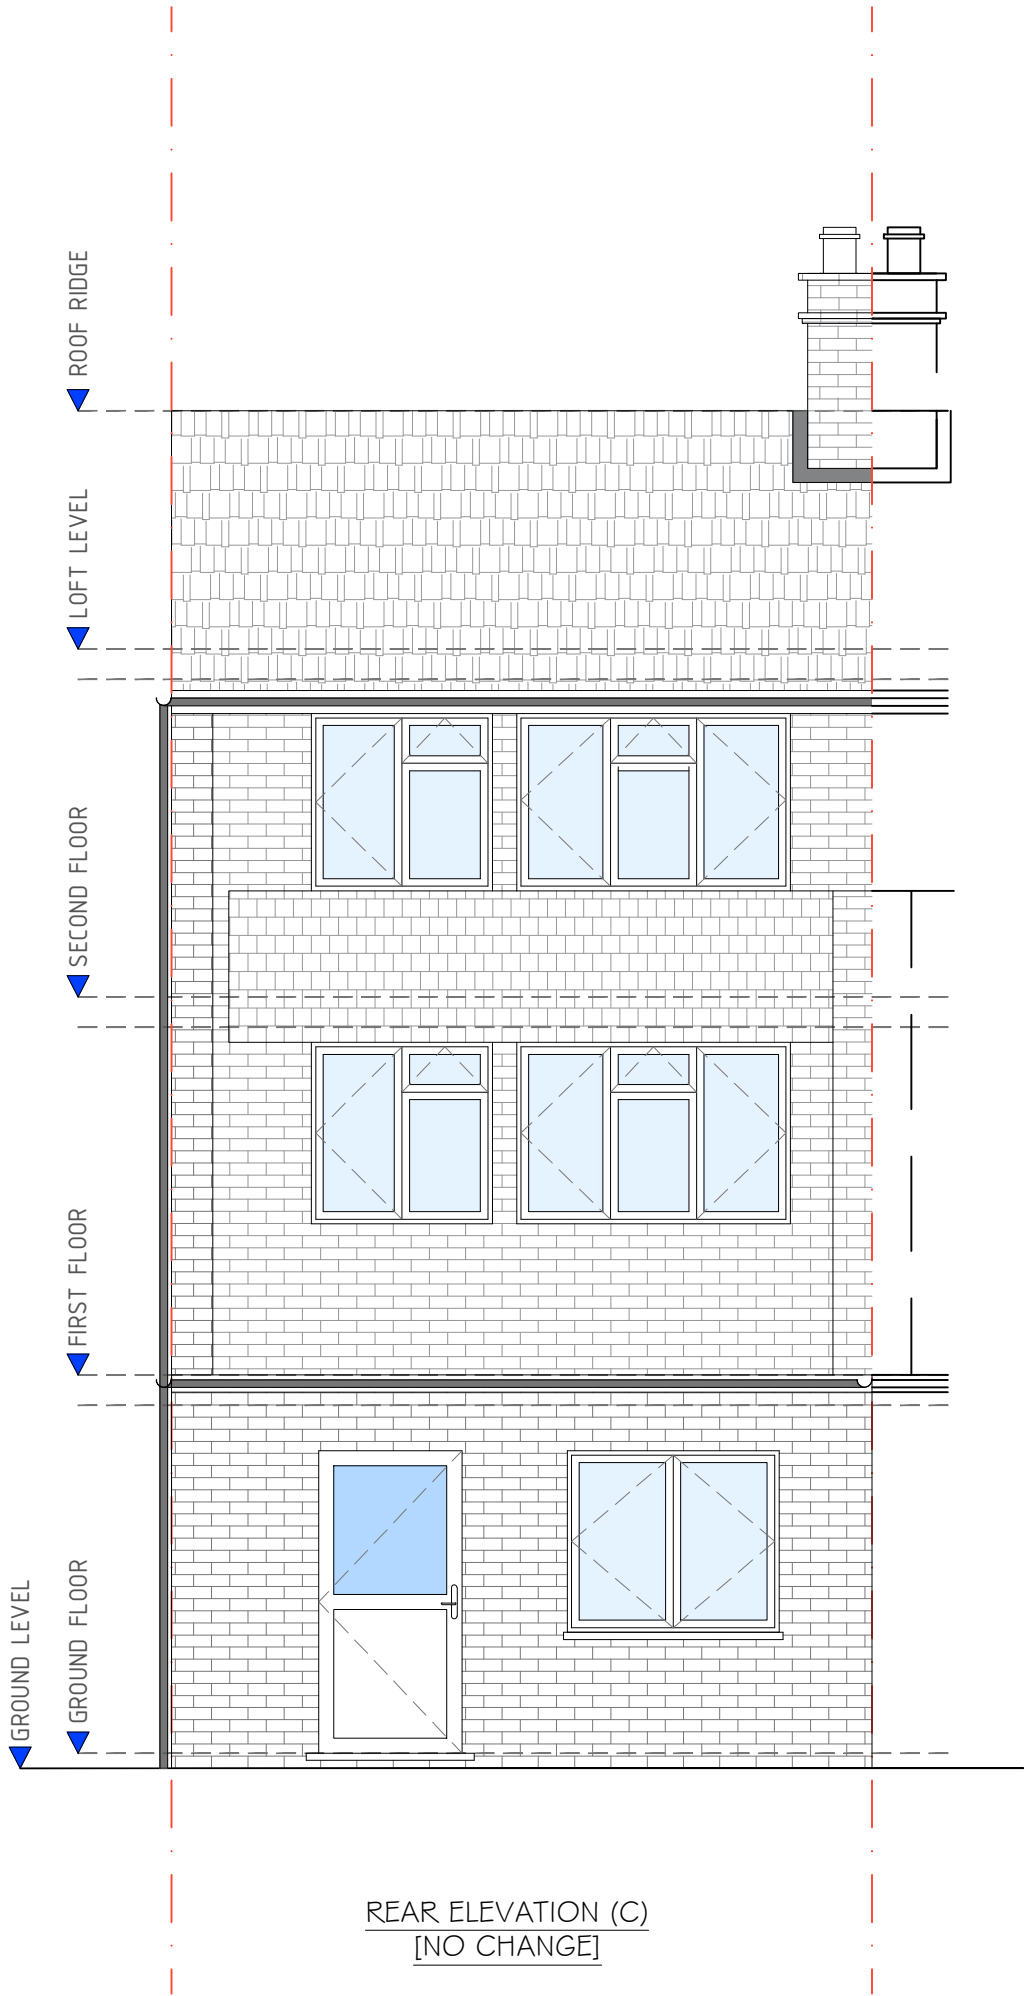 ROOF RIDGE
LOFT LEVEL
SECOND FLOOR
FIRST FLOOR
GROUND FLOOR
GROUND LEVEL
REAR ELEVATION (C)
[NO CHANGE]